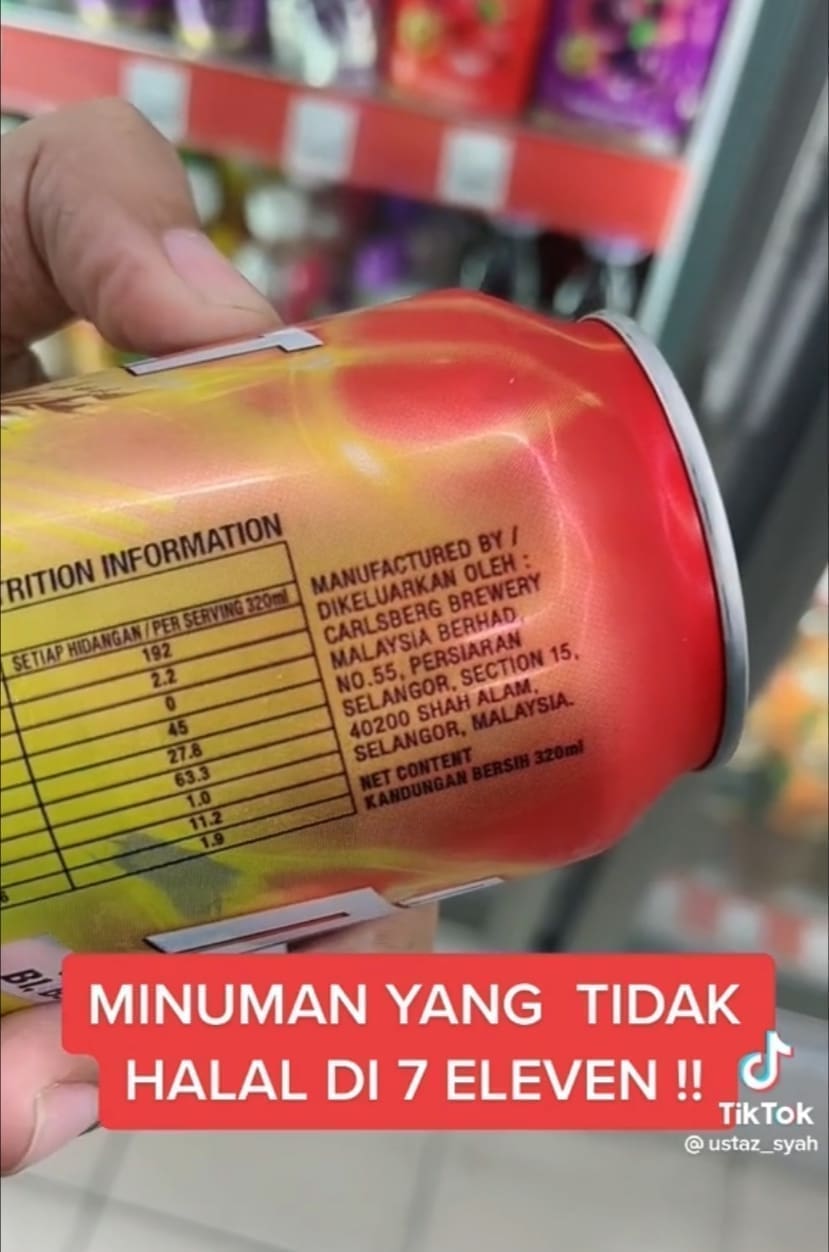 TRITION INFORMATION
SETIAP HIDANGAN / PER SERVING 320ml
192
2.2
0
45
27.8
63.3
1.0
11.2
1.9
MANUFACTURED BY /
DIKELUARKAN OLEH :
CARLSBERG BREWERY
MALAYSIA BERHAD,
NO.55, PERSIARAN
SELANGOR, SECTION 15,
40200 SHAH ALAM,
SELANGOR, MALAYSIA.
NET CONTENT
KANDUNGAN BERSIH 320ml
MINUMAN YANG TIDAK
HALAL DI 7 ELEVEN !!
TikTok
@ustaz_syah